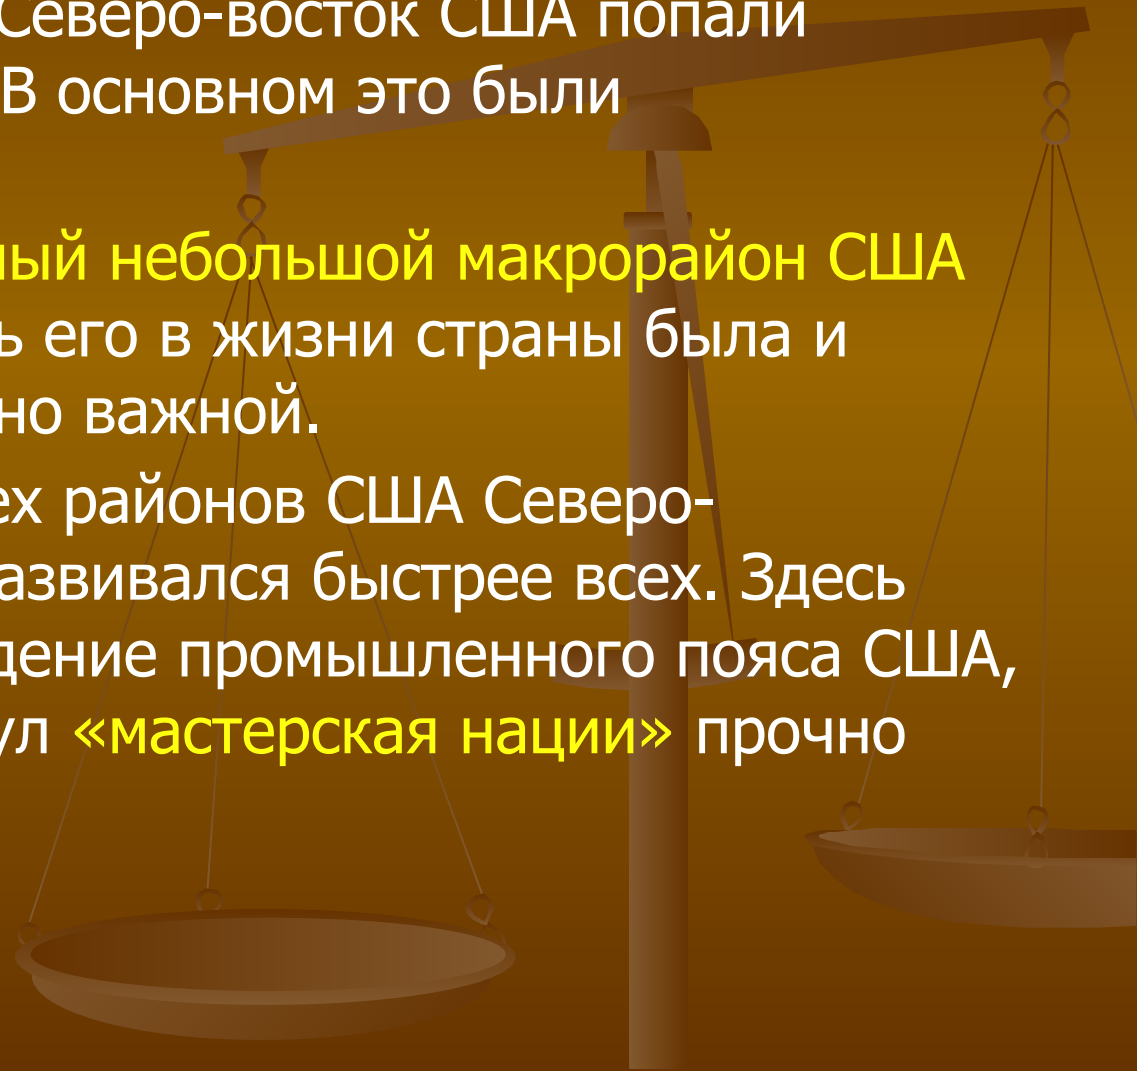 Северо-восток США попали
В основном это были
ый небольшой макрорайон США
ь его в жизни страны была и
но важной.
ех районов США Северо-
азвивался быстрее всех. Здесь
дение промышленного пояса США,
ул «мастерская нации» прочно